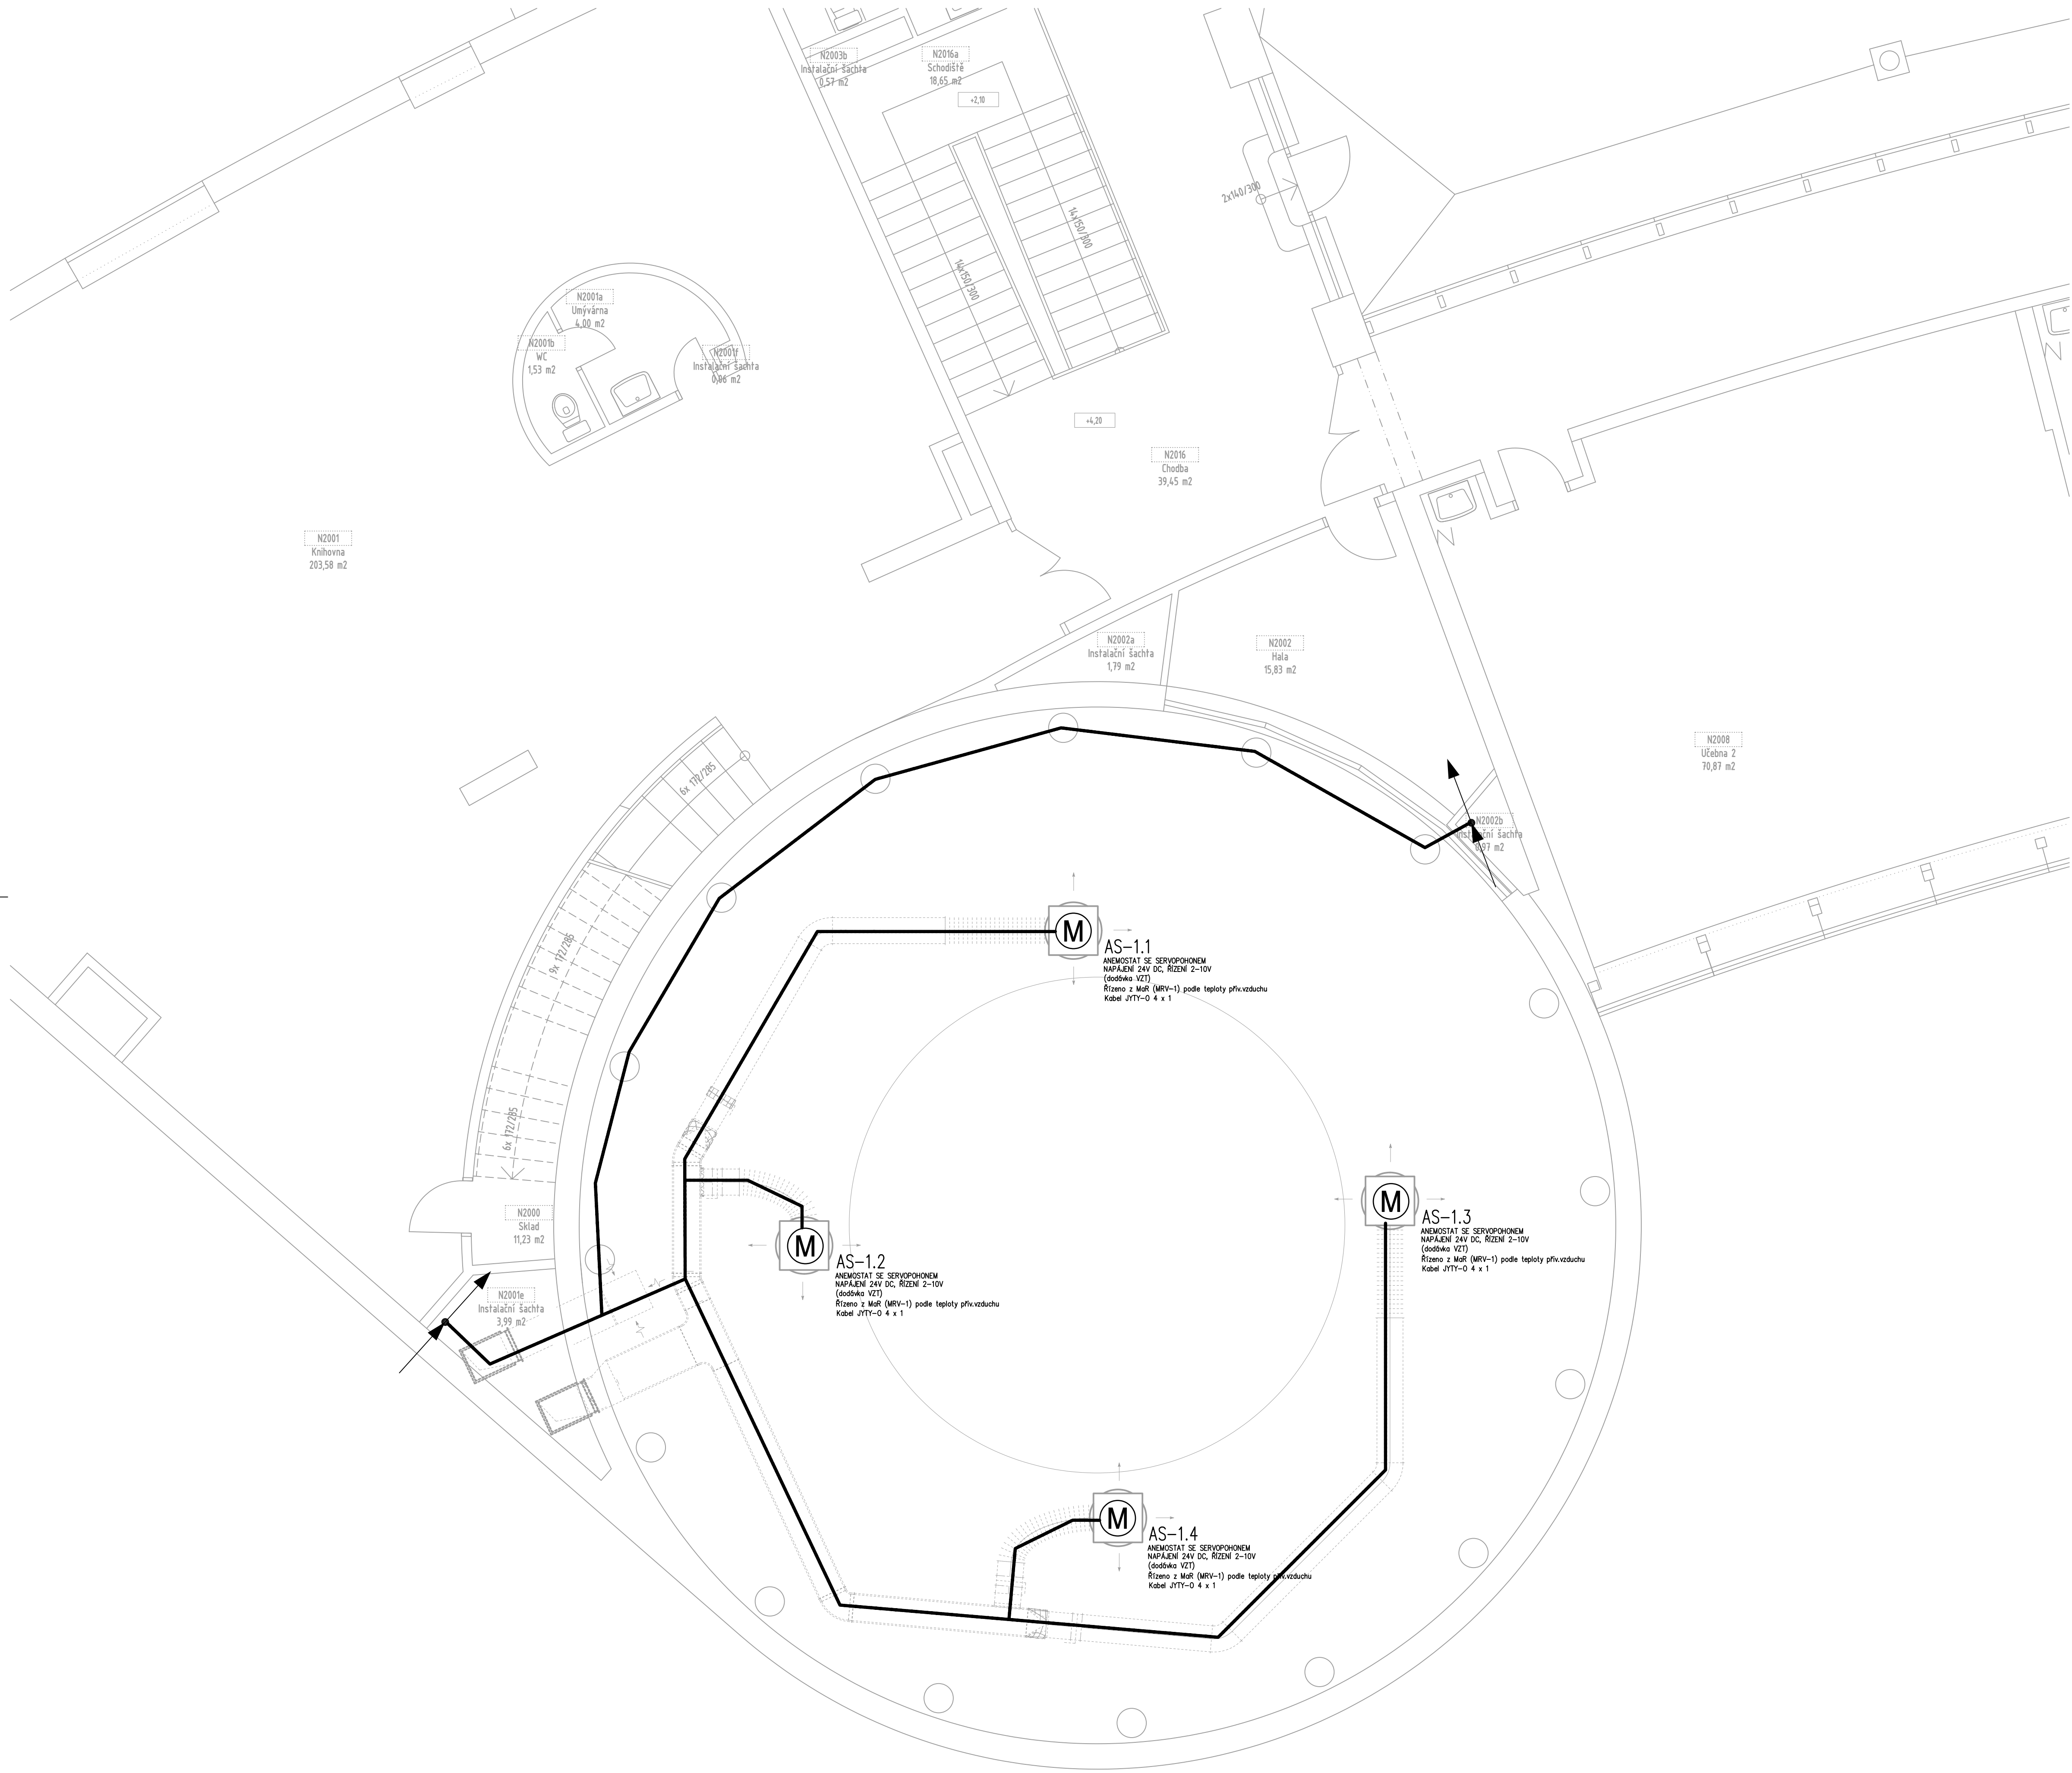 N2003b
Instalační šachta
0,57 m2
N2016a
Schodiště
18,65 m2
+2,10
2x140/300
14x150/300
14x150/300
N2001a
Umývárna
4,00 m2
N2001b
WC
1,53 m2
N2001f
Instalační šachta
0,06 m2
+4,20
N2016
Chodba
39,45 m2
N2001
Knihovna
203,58 m2
N2002a
Instalační šachta
1,79 m2
N2002
Hala
15,83 m2
N2008
Učebna 2
70,87 m2
6x 172/285
N2002b
Instalační šachta
0,97 m2
9x 172/285
M
AS-1.1
ANEMOSTAT SE SERVOPOHONEM
NAPÁJENÍ 24V DC, ŘÍZENÍ 2-10V
(dodávka VZT)
Řízeno z MaR (MRV-1) podle teploty přív.vzduchu
Kabel JYTY-O 4 x 1
6x 172/285
N2000
Sklad
11,23 m2
M
AS-1.3
ANEMOSTAT SE SERVOPOHONEM
NAPÁJENÍ 24V DC, ŘÍZENÍ 2-10V
(dodávka VZT)
Řízeno z MaR (MRV-1) podle teploty přív.vzduchu
Kabel JYTY-O 4 x 1
M
AS-1.2
ANEMOSTAT SE SERVOPOHONEM
NAPÁJENÍ 24V DC, ŘÍZENÍ 2-10V
(dodávka VZT)
Řízeno z MaR (MRV-1) podle teploty přív.vzduchu
Kabel JYTY-O 4 x 1
N2001e
Instalační šachta
3,99 m2
M
AS-1.4
ANEMOSTAT SE SERVOPOHONEM
NAPÁJENÍ 24V DC, ŘÍZENÍ 2-10V
(dodávka VZT)
Řízeno z MaR (MRV-1) podle teploty přív.vzduchu
Kabel JYTY-O 4 x 1